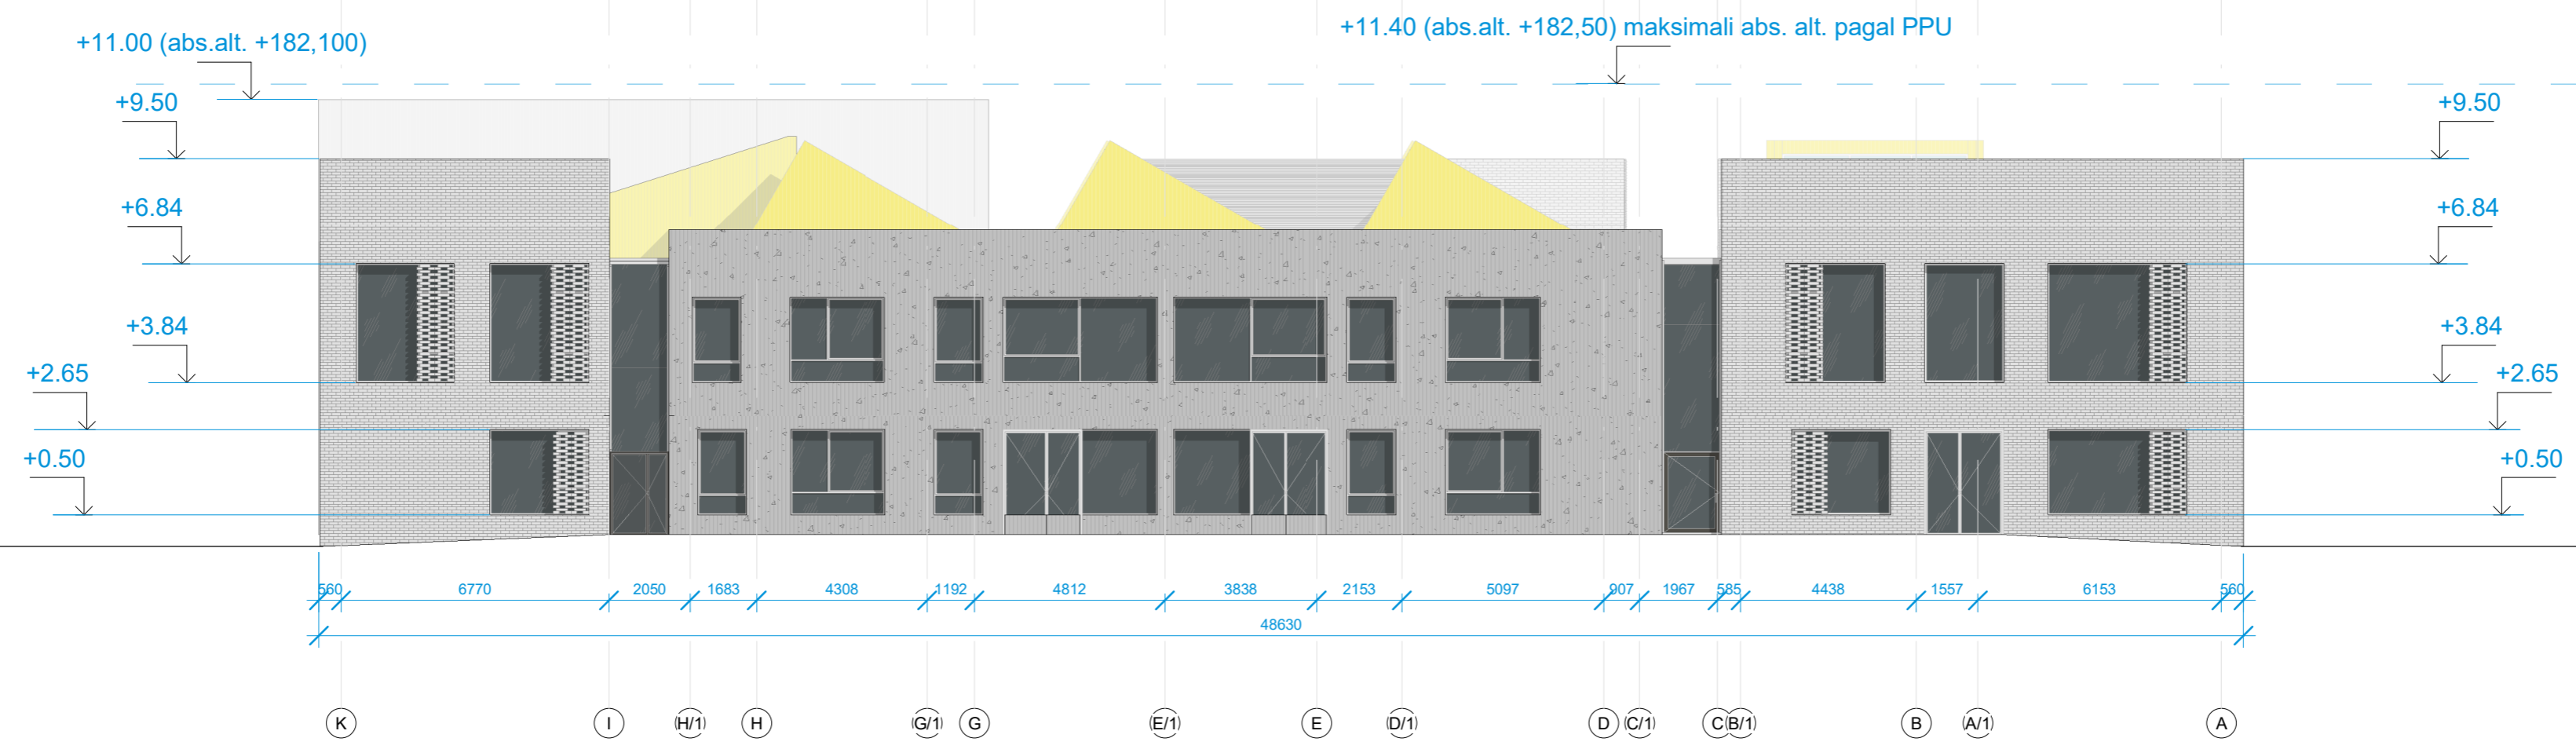 +11.40 (abs.alt. +182,50) maksimali abs. alt. pagal PPU
+11.00 (abs.alt. +182,100)
+9.50 +9.50
+6.84 +6.84
+3.84 +3.84
+2.65 +2.65
+0.50 +0.50
560 6770 2050 1683 4308 1192 4812 3838 2153 5097 907 1967 585 4438 1557 6153 560
48630
K I H/1 H G/1 G E/1 E D/1 D C/1 C B/1 B A/1 A